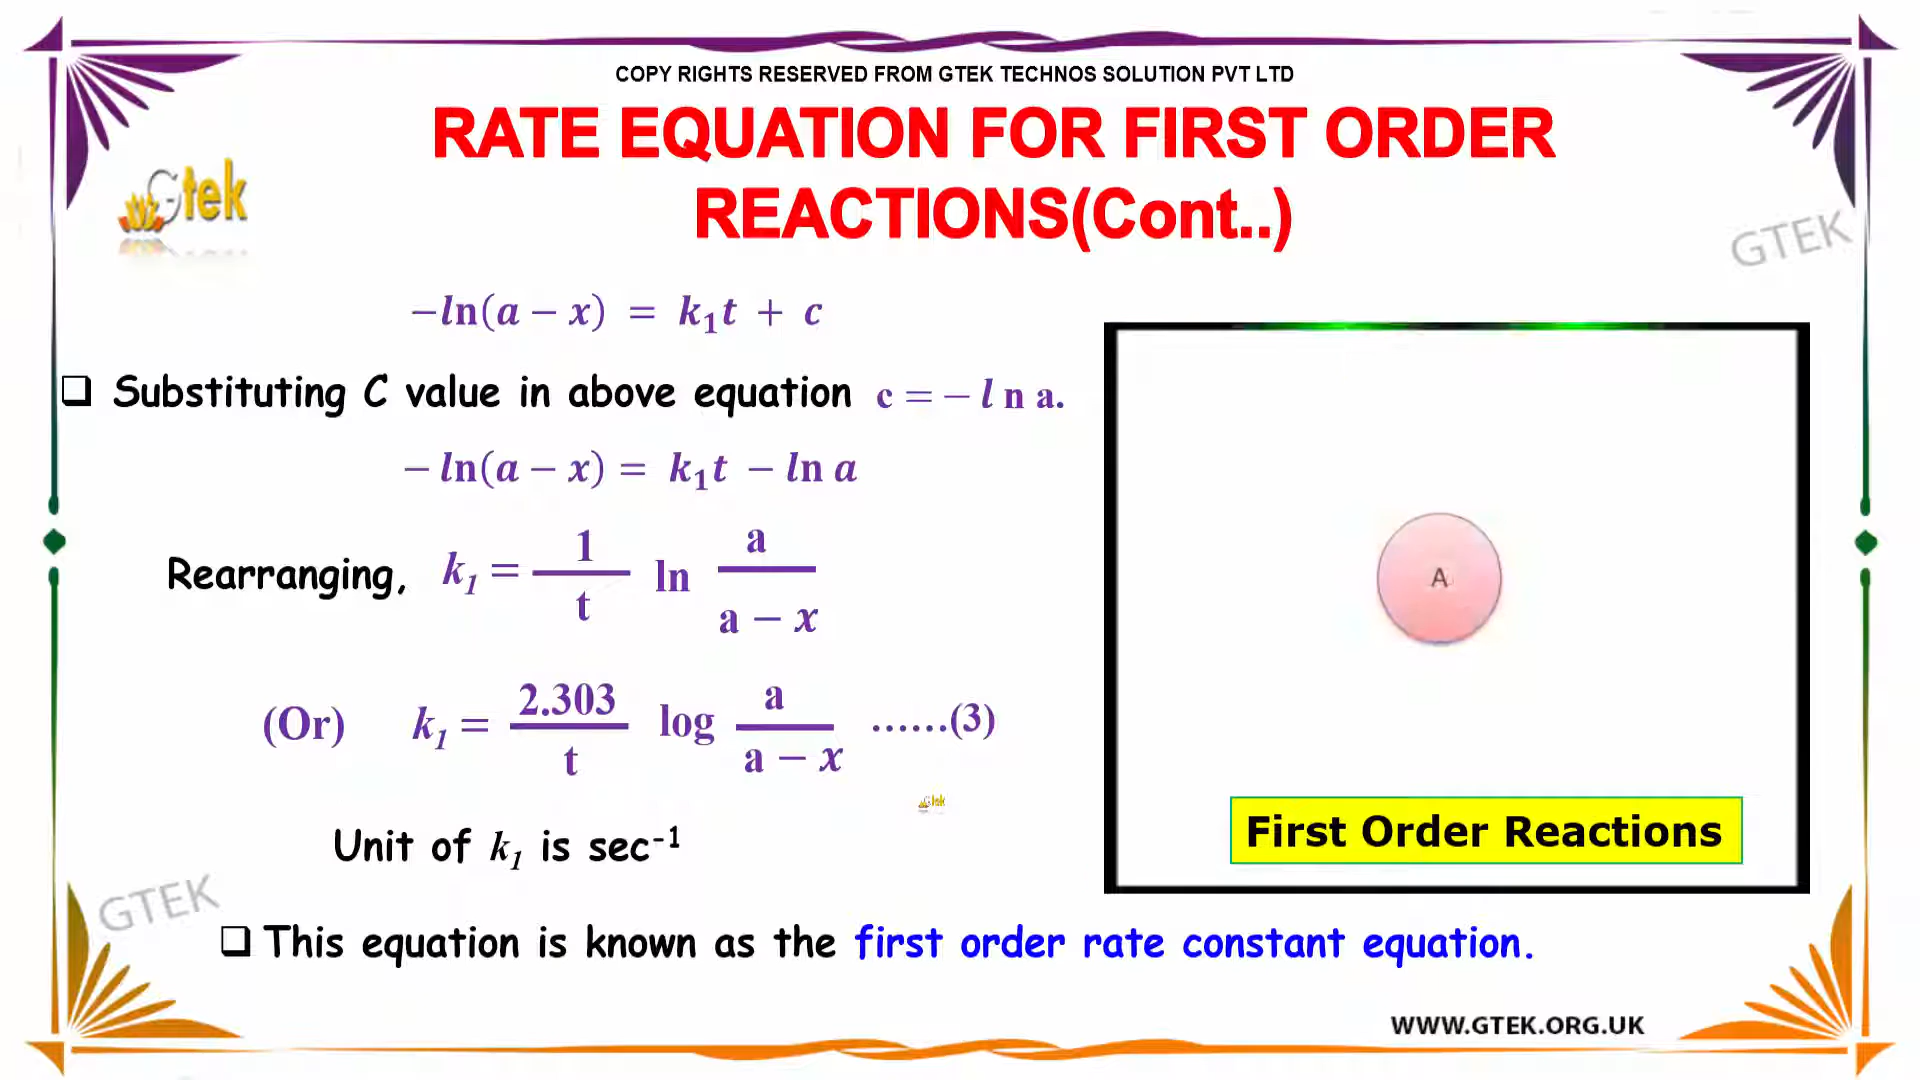 COPY RIGHTS RESERVED FROM GTEK TECHNOS SOLUTION PVT LTD
RATE EQUATION FOR FIRST ORDER
REACTIONS(Cont..)
Gtek
GTEK
−ln(a − x) = k₁t + c
❑ Substituting C value in above equation c = − l n a.
− ln(a − x) = k₁t − ln a
Rearranging, k₁ = 1/t ln a/(a − x)
A
(Or) k₁ = 2.303/t log a/(a − x) ......(3)
Gtek
First Order Reactions
Unit of k₁ is sec⁻¹
GTEK
❑ This equation is known as the first order rate constant equation.
WWW.GTEK.ORG.UK